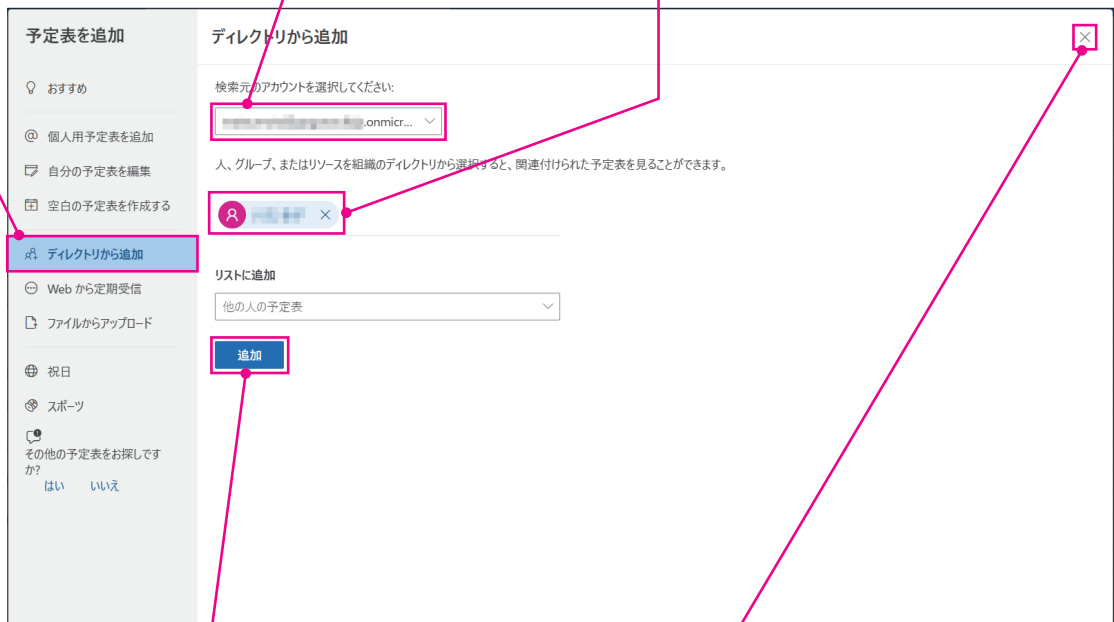 予定表を追加
おすすめ
個人用予定表を追加
自分の予定表を編集
空白の予定表を作成する
ディレクトリから追加
Web から定期受信
ファイルからアップロード
祝日
スポーツ
その他の予定表をお探しです
か?
はい いいえ
ディレクトリから追加
検索元のアカウントを選択してください:
.onmicr...
人、グループ、またはリソースを組織のディレクトリから選択すると、関連付けられた予定表を見ることができます。
リストに追加
他の人の予定表
追加